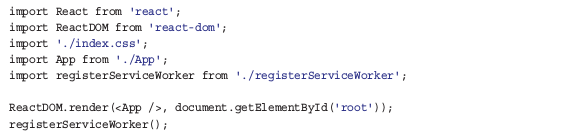 import React from 'react';
import ReactDOM from 'react-dom';
import './index.css';
import App from './App';
import registerServiceWorker from './registerServiceWorker';

ReactDOM.render(<App />, document.getElementById('root'));
registerServiceWorker();